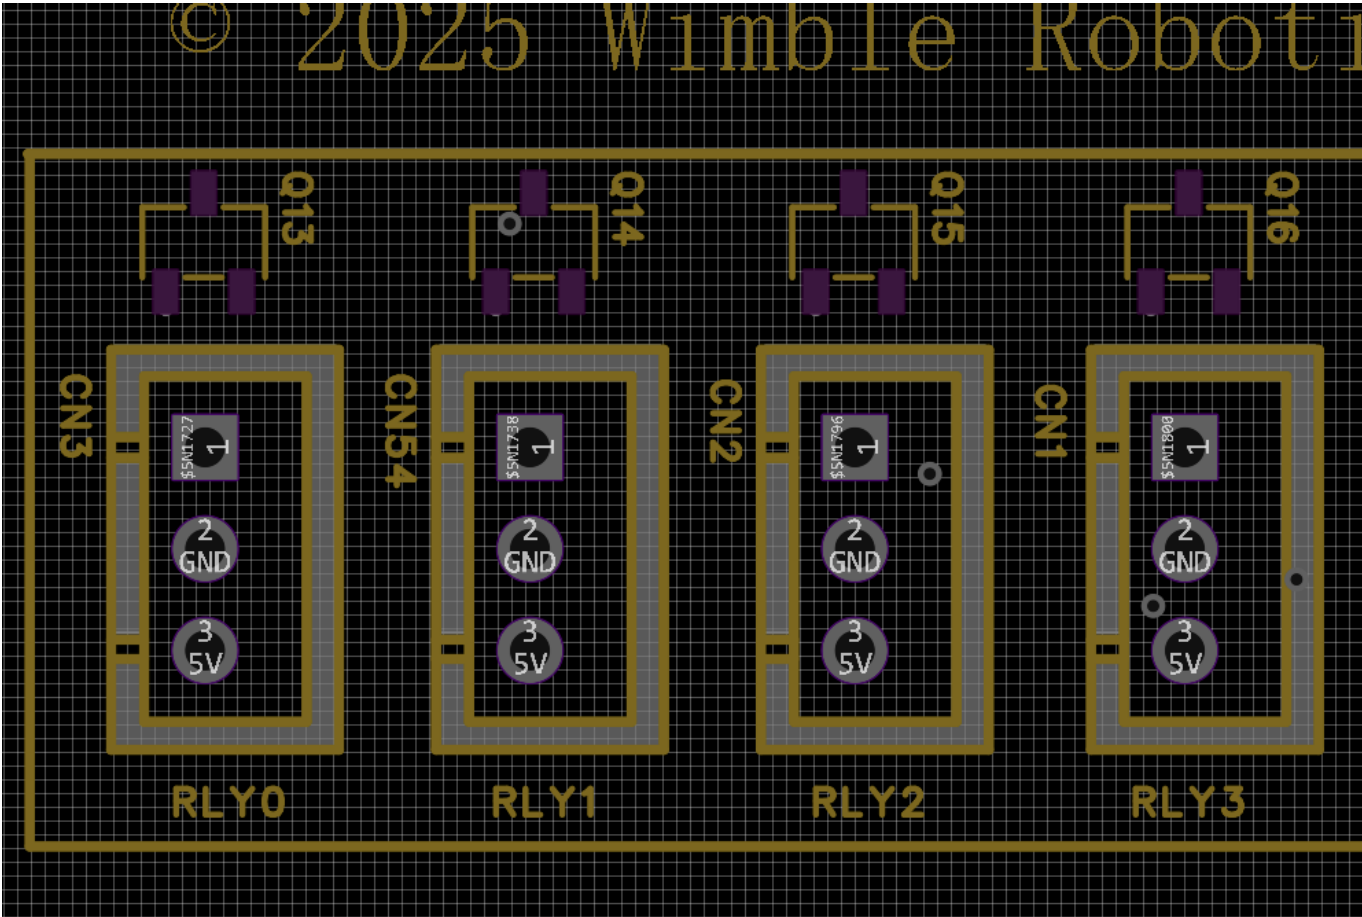 © 2025 Wimble Roboti
Q13
Q14
Q15
Q16
CN3
$5N1727
1
2
GND
3
5V
CN54
$5N1738
1
2
GND
3
5V
CN2
$5N1796
1
2
GND
3
5V
CN1
$5N1800
1
2
GND
3
5V
RLY0
RLY1
RLY2
RLY3